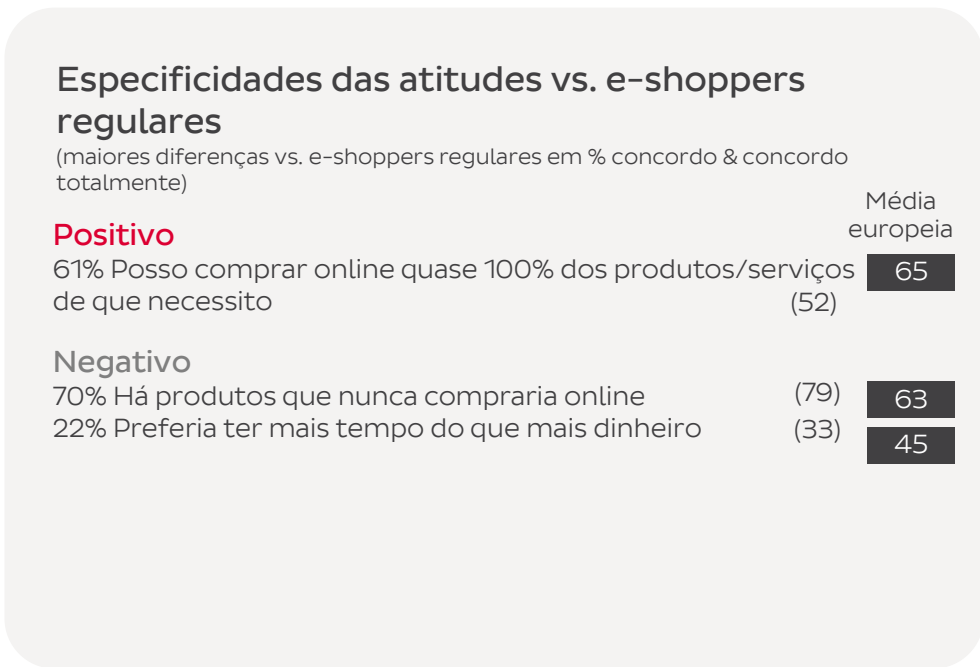 Especificidades das atitudes vs. e-shoppers
regulares
(maiores diferenças vs. e-shoppers regulares em % concordo & concordo
totalmente)
Média
europeia
Positivo
61% Posso comprar online quase 100% dos produtos/serviços
de que necessito
(52)
65
Negativo
70% Há produtos que nunca compraria online
(79)
63
22% Preferia ter mais tempo do que mais dinheiro
(33)
45